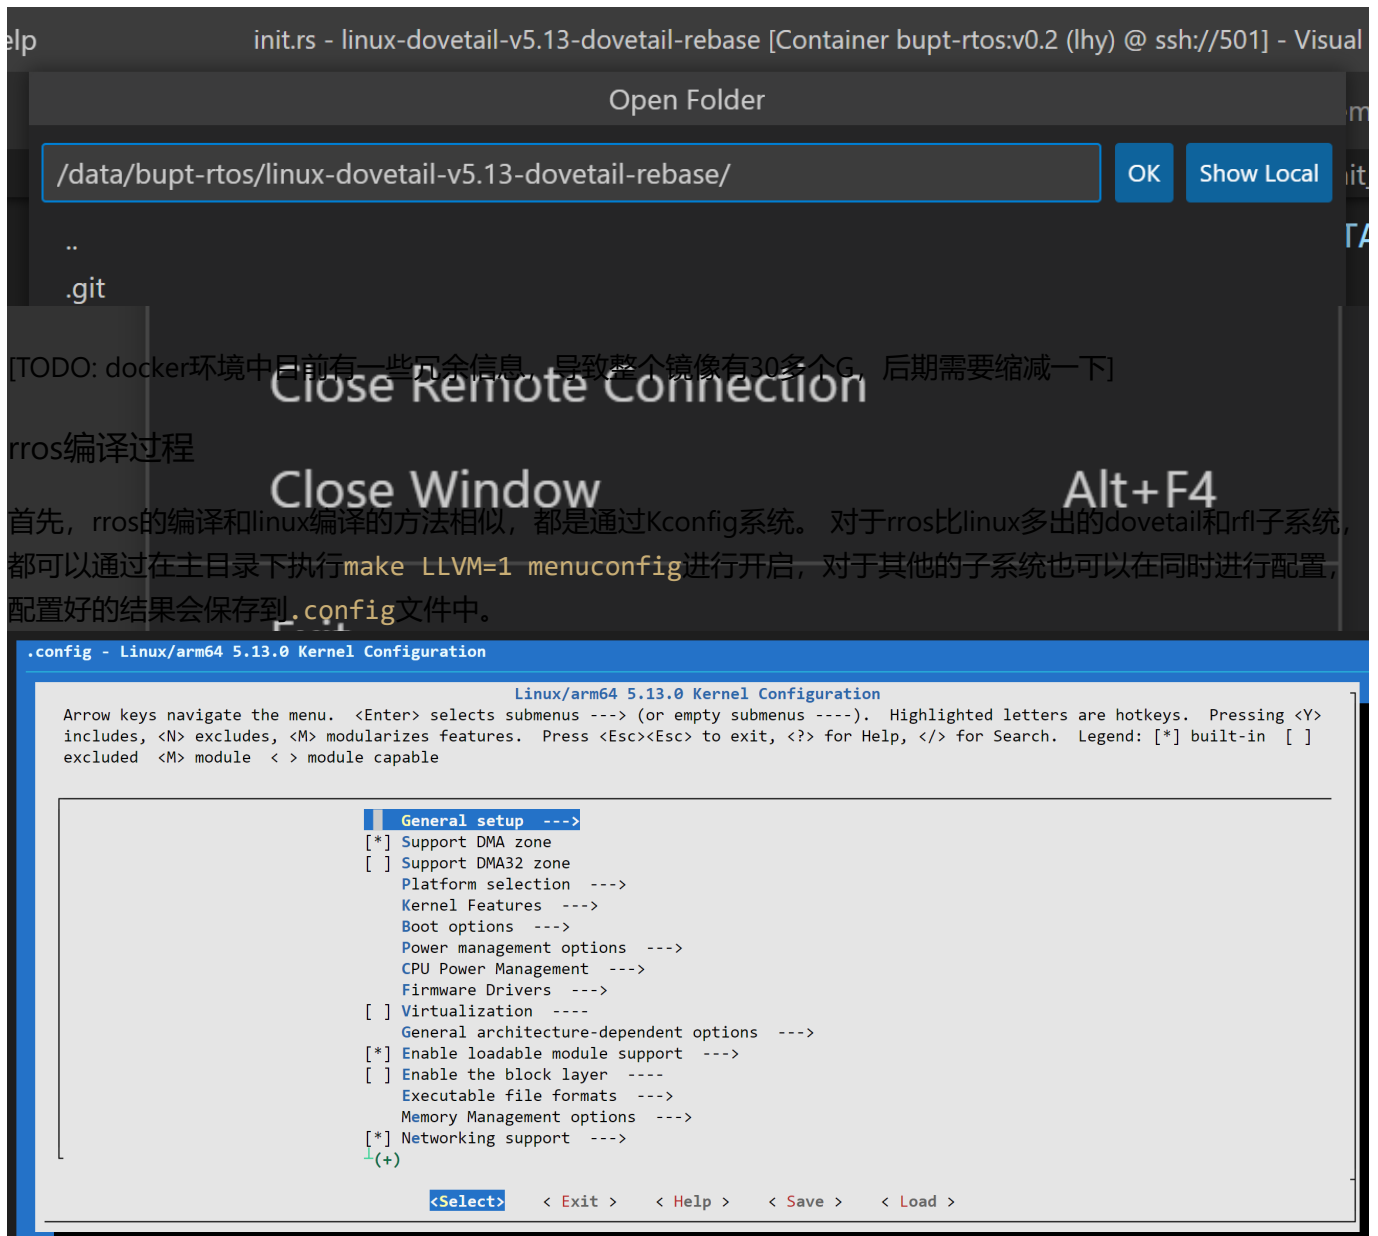 elp
init.rs - linux-dovetail-v5.13-dovetail-rebase [Container bupt-rtos:v0.2 (lhy) @ ssh://501] - Visual
Open Folder
/data/bupt-rtos/linux-dovetail-v5.13-dovetail-rebase/
OK
Show Local
..
.git
[TODO: docker环境中目前有一些冗余信息，导致整个镜像有30多个G，后期需要缩减一下]
Close Remote Connection
rros编译过程
Close Window Alt+F4
首先，rros的编译和linux编译的方法相似，都是通过Kconfig系统。 对于rros比linux多出的dovetail和rfl子系统，
都可以通过在主目录下执行make LLVM=1 menuconfig进行开启，对于其他的子系统也可以在同时进行配置，
配置好的结果会保存到.config文件中。
Exit
.config - Linux/arm64 5.13.0 Kernel Configuration
Linux/arm64 5.13.0 Kernel Configuration
Arrow keys navigate the menu.  <Enter> selects submenus ---> (or empty submenus ----).  Highlighted letters are hotkeys.  Pressing <Y>
includes, <N> excludes, <M> modularizes features.  Press <Esc><Esc> to exit, <?> for Help, </> for Search.  Legend: [*] built-in  [ ]
excluded  <M> module  < > module capable
General setup  --->
[*] Support DMA zone
[ ] Support DMA32 zone
Platform selection  --->
Kernel Features  --->
Boot options  --->
Power management options  --->
CPU Power Management  --->
Firmware Drivers  --->
[ ] Virtualization  ----
General architecture-dependent options  --->
[*] Enable loadable module support  --->
[ ] Enable the block layer  ----
Executable file formats  --->
Memory Management options  --->
[*] Networking support  --->
(+)
<Select>    < Exit >    < Help >    < Save >    < Load >